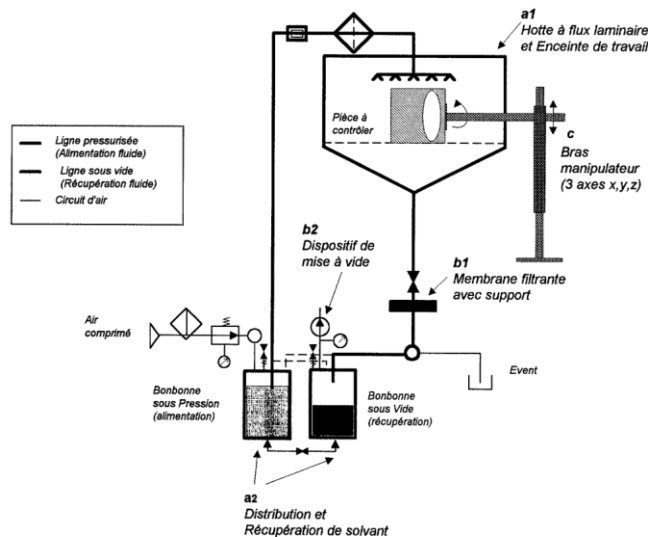 a1
Hotte à flux laminaire
et Enceinte de travail
Pièce à
contrôler
c
Bras
manipulateur
(3 axes x,y,z)
Ligne pressurisée
(Alimentation fluide)
Ligne sous vide
(Récupération fluide)
Circuit d'air
b2
Dispositif de
mise à vide
b1
Membrane filtrante
avec support
Air
comprimé
Event
Bonbonne
sous Pression
(alimentation)
Bonbonne
sous Vide
(récupération)
a2
Distribution et
Récupération de solvant